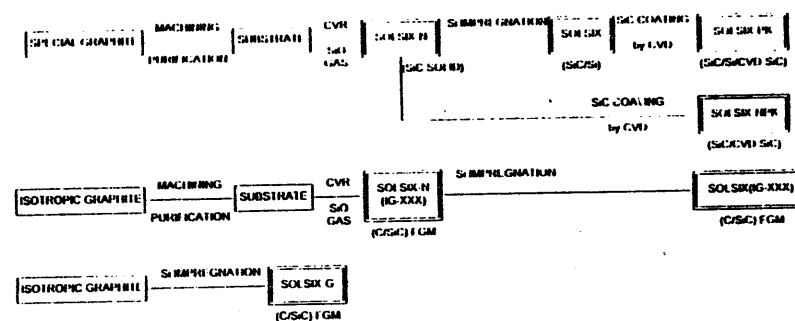 MACHINING
CVR
Si IMPREGNATION
SiC COATING
SPECIAL GRAPHITE
SUBSTRATE
SOLSIX-N
SOLSIX
SOLSIX PK
PURIFICATION
SiO
GAS
by CVD
(SiC SOLID)
(SiC/Si)
(SiC/Si/CVD SiC)
SiC COATING
SOLSIX NPK
by CVD
(SiC/CVD SiC)
MACHINING
CVR
SOLSIX-N
(IG-XXX)
Si IMPREGNATION
ISOTROPIC GRAPHITE
SUBSTRATE
SOLSIX(IG-XXX)
PURIFICATION
SiO
GAS
(C/SiC) FGM
(C/SiC) FGM
Si IMPREGNATION
ISOTROPIC GRAPHITE
SOLSIX G
(C/SiC) FGM